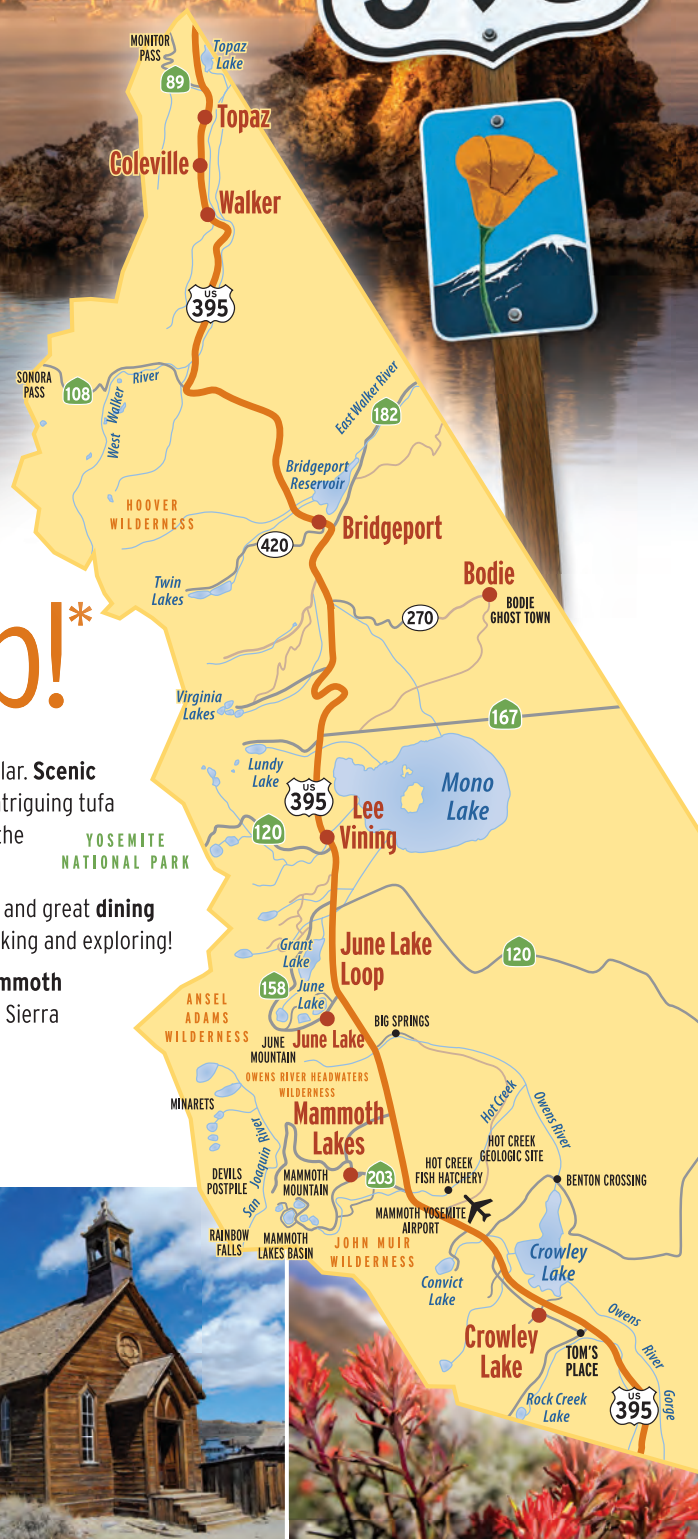 MONITOR
PASS
Topaz
Lake
89
Topaz
Coleville
Walker
US
395
SONORA
PASS
108
River
West Walker
East Walker River
182
Bridgeport
Reservoir
HOOVER
WILDERNESS
Bridgeport
420
Twin
Lakes
Bodie
BODIE
GHOST TOWN
270
!*
Virginia
Lakes
167
lar. Scenic
triguing tufa
the
Lundy
Lake
US
395
Mono
Lake
Lee
Vining
120
YOSEMITE
NATIONAL PARK
and great dining
king and exploring!
mmoth
Sierra
Grant
Lake
June Lake
Loop
120
158
June
Lake
ANSEL
ADAMS
WILDERNESS
BIG SPRINGS
JUNE
MOUNTAIN
June Lake
OWENS RIVER HEADWATERS
WILDERNESS
MINARETS
Mammoth
Lakes
Hot Creek
Owens River
HOT CREEK
GEOLOGIC SITE
San Joaquin River
DEVILS
POSTPILE
MAMMOTH
MOUNTAIN
203
HOT CREEK
FISH HATCHERY
BENTON CROSSING
MAMMOTH YOSEMITE
AIRPORT
RAINBOW
FALLS
MAMMOTH
LAKES BASIN
JOHN MUIR
WILDERNESS
Convict
Lake
Crowley
Lake
Crowley
Lake
TOM'S
PLACE
Owens River Gorge
Rock Creek
Lake
US
395